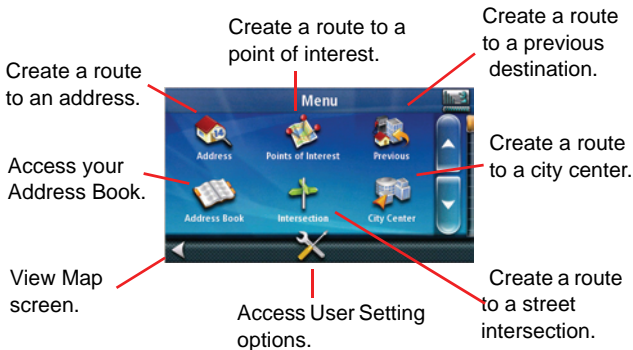 Create a route to a
point of interest.
Create a route
to a previous
destination.
Create a route
to an address.
Menu
Address
Points of Interest
Previous
Create a route
to a city center.
Access your
Address Book.
Address Book
Intersection
City Center
View Map
screen.
Access User Setting
options.
Create a route
to a street
intersection.